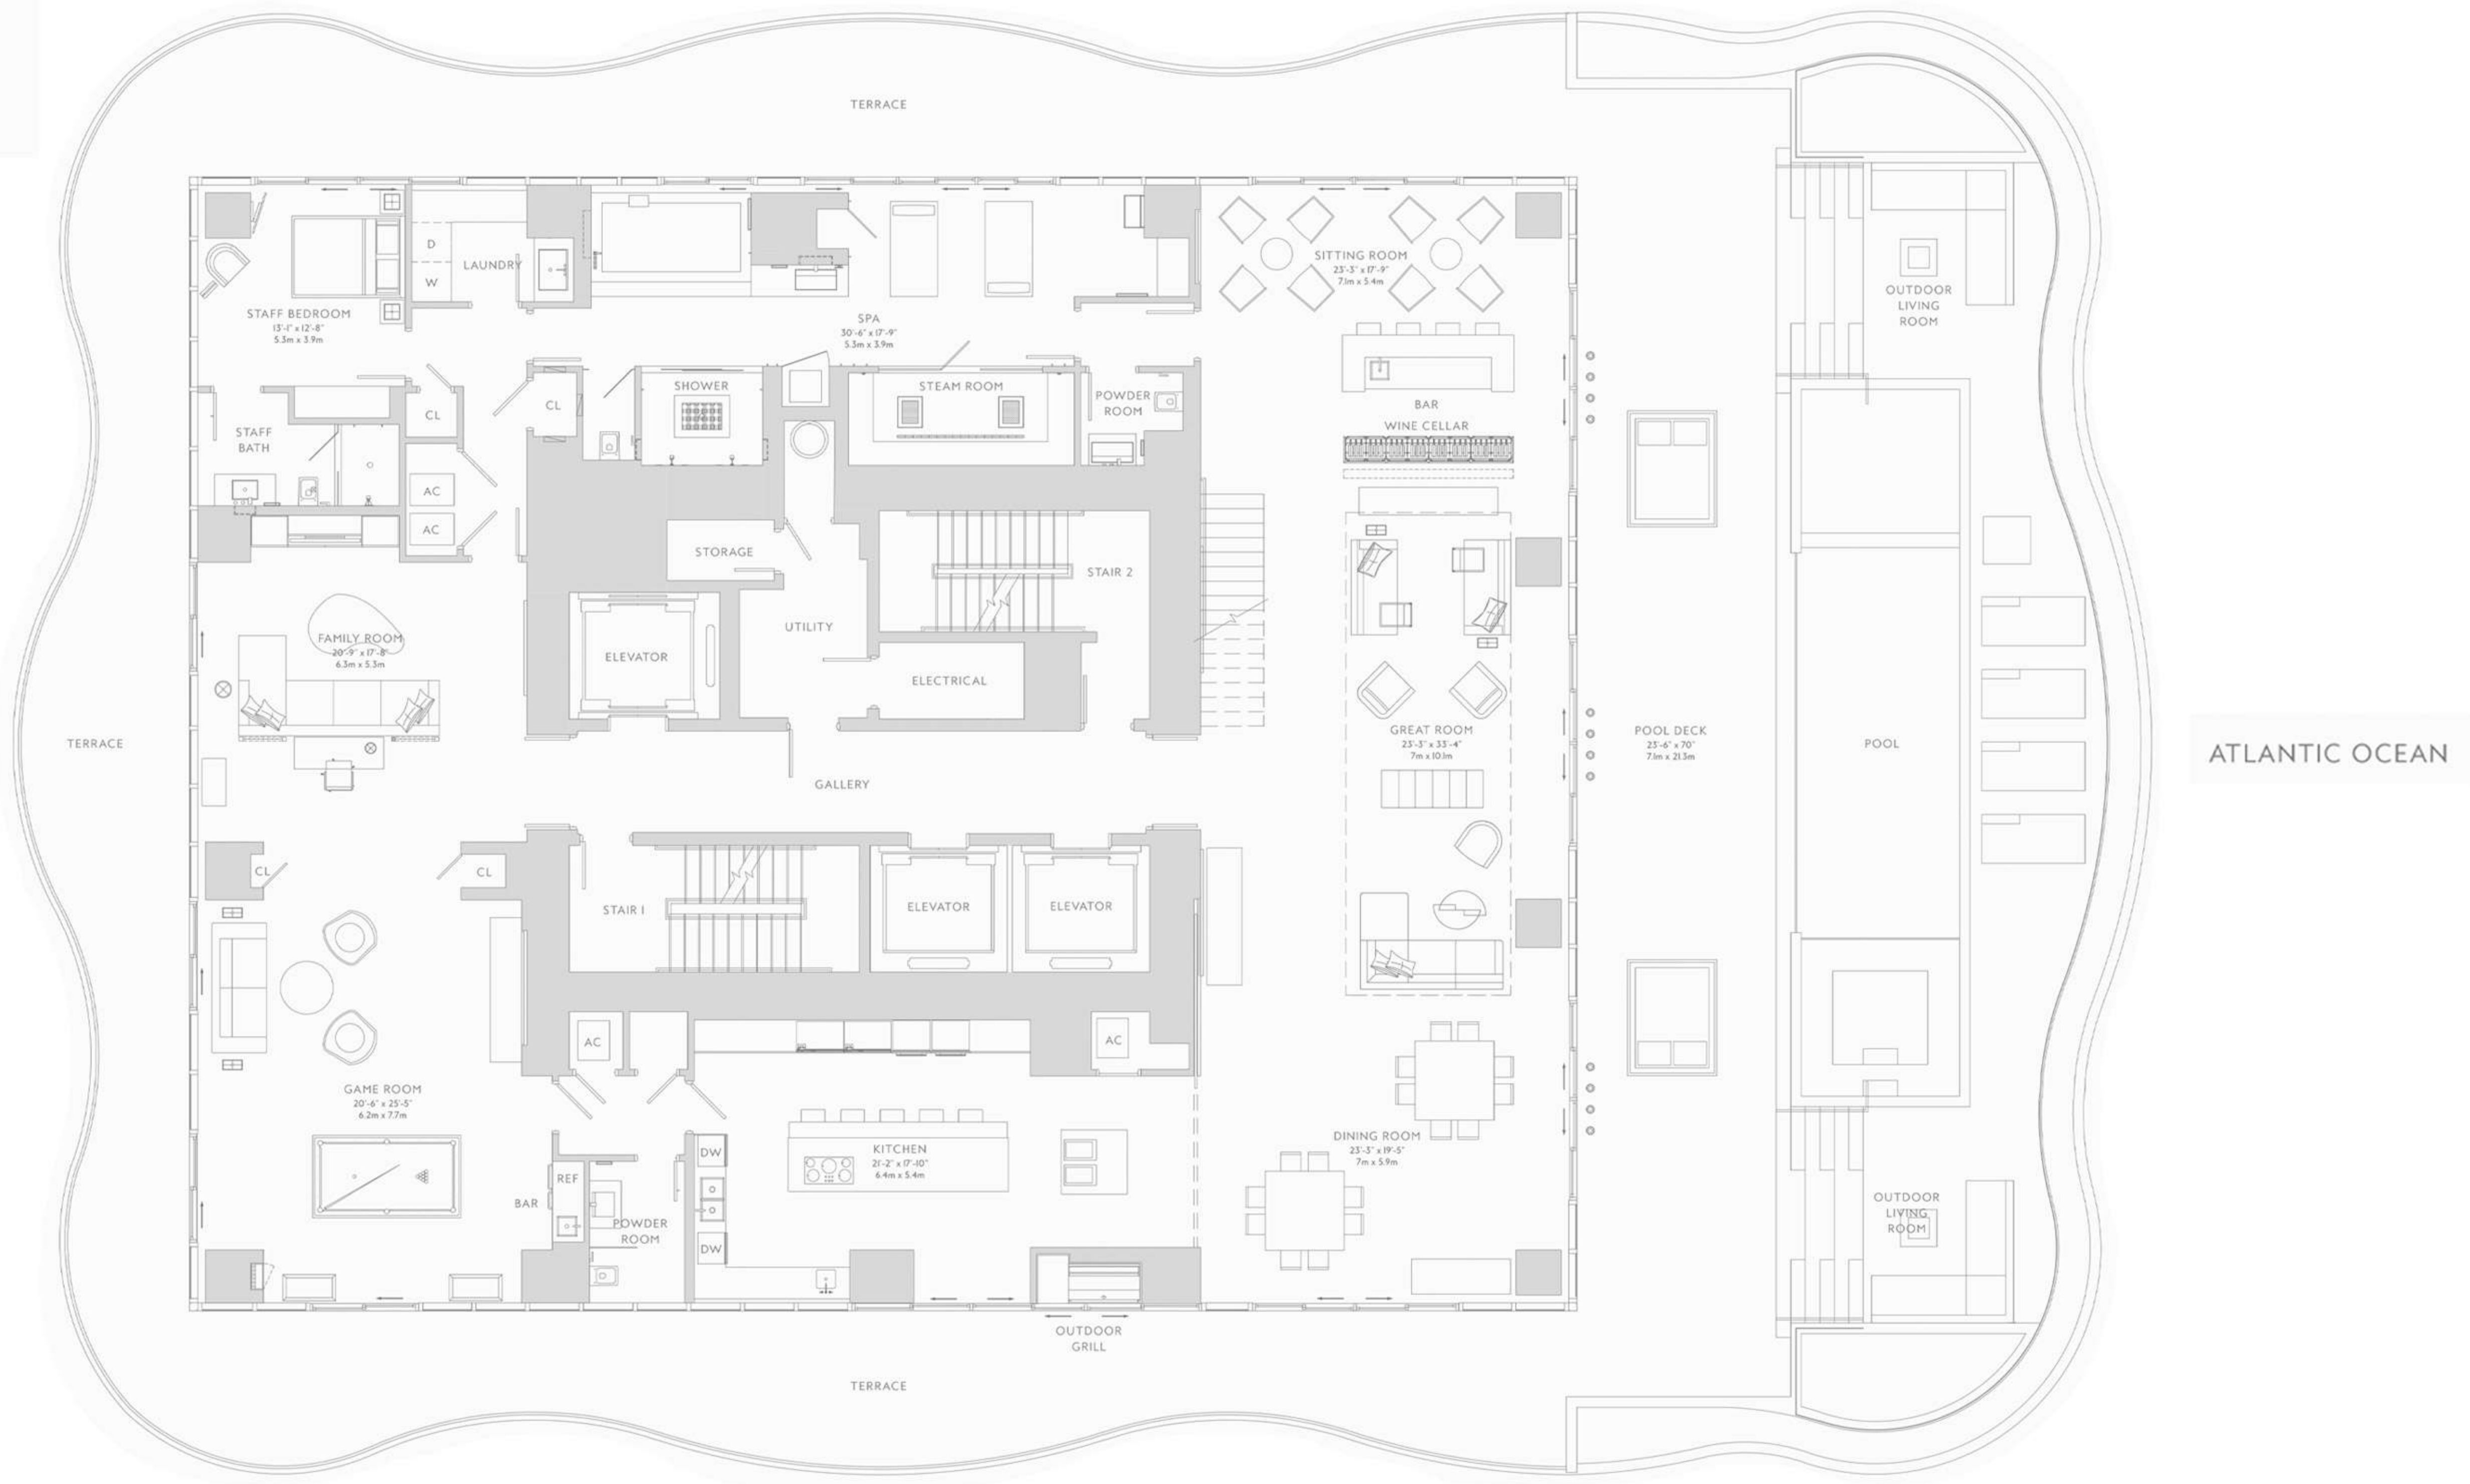 TERRACE
D
W
LAUNDRY
STAFF BEDROOM
13'-1" x 12'-8"
5.3m x 3.9m
SPA
30'-6" x 17'-9"
5.3m x 3.9m
SITTING ROOM
23'-3" x 17'-9"
7.1m x 5.4m
OUTDOOR
LIVING
ROOM
CL
CL
SHOWER
STEAM ROOM
POWDER
ROOM
BAR
WINE CELLAR
STAFF
BATH
AC
AC
STORAGE
STAIR 2
UTILITY
FAMILY ROOM
20'-9" x 17'-8"
6.3m x 5.3m
ELEVATOR
ELECTRICAL
TERRACE
GALLERY
GREAT ROOM
23'-3" x 33'-4"
7m x 10.1m
POOL DECK
23'-6" x 70"
7.1m x 21.3m
POOL
ATLANTIC OCEAN
CL
CL
STAIR 1
ELEVATOR
ELEVATOR
AC
AC
GAME ROOM
20'-6" x 25'-5"
6.2m x 7.7m
DW
KITCHEN
21'-2" x 17'-10"
6.4m x 5.4m
DINING ROOM
23'-3" x 19'-5"
7m x 5.9m
REF
BAR
POWDER
ROOM
DW
OUTDOOR
LIVING
ROOM
OUTDOOR
GRILL
TERRACE